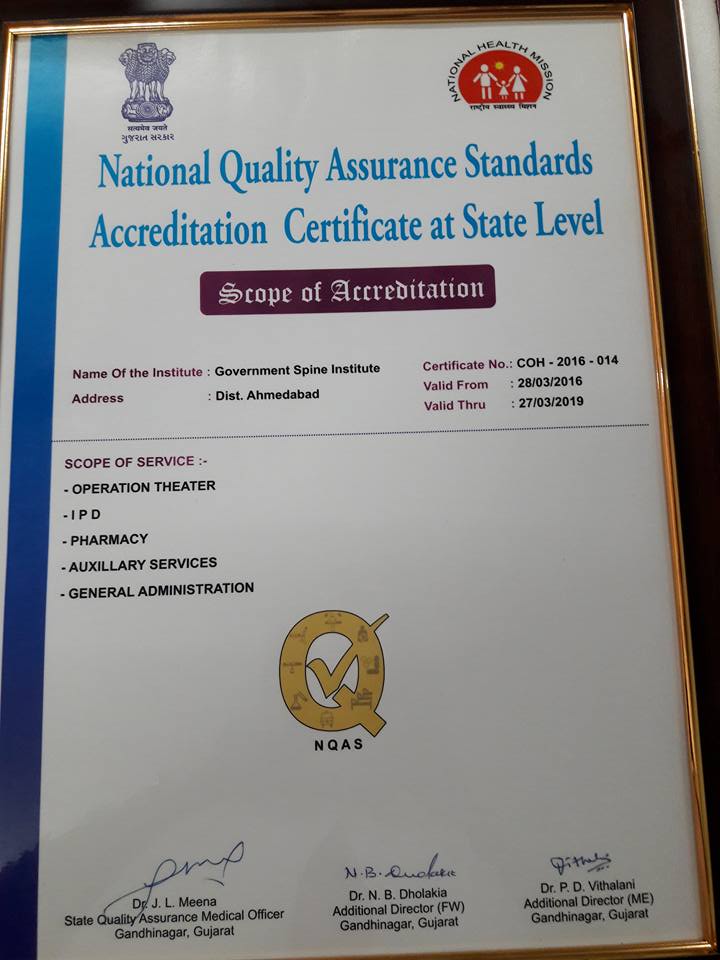 सत्यमेव जयते
ગુજરાત સરકાર
NATIONAL HEALTH MISSION
राष्ट्रीय स्वास्थ्य मिशन
National Quality Assurance Standards
Accreditation Certificate at State Level
Scope of Accreditation
Name Of the Institute : Government Spine Institute
Address : Dist. Ahmedabad
Certificate No.: COH - 2016 - 014
Valid From : 28/03/2016
Valid Thru : 27/03/2019
SCOPE OF SERVICE :-
- OPERATION THEATER
- I P D
- PHARMACY
- AUXILLARY SERVICES
- GENERAL ADMINISTRATION
NQAS
Dr. J. L. Meena
State Quality Assurance Medical Officer
Gandhinagar, Gujarat
N.B. Dholakia
Dr. N. B. Dholakia
Additional Director (FW)
Gandhinagar, Gujarat
Dr. P. D. Vithalani
Additional Director (ME)
Gandhinagar, Gujarat